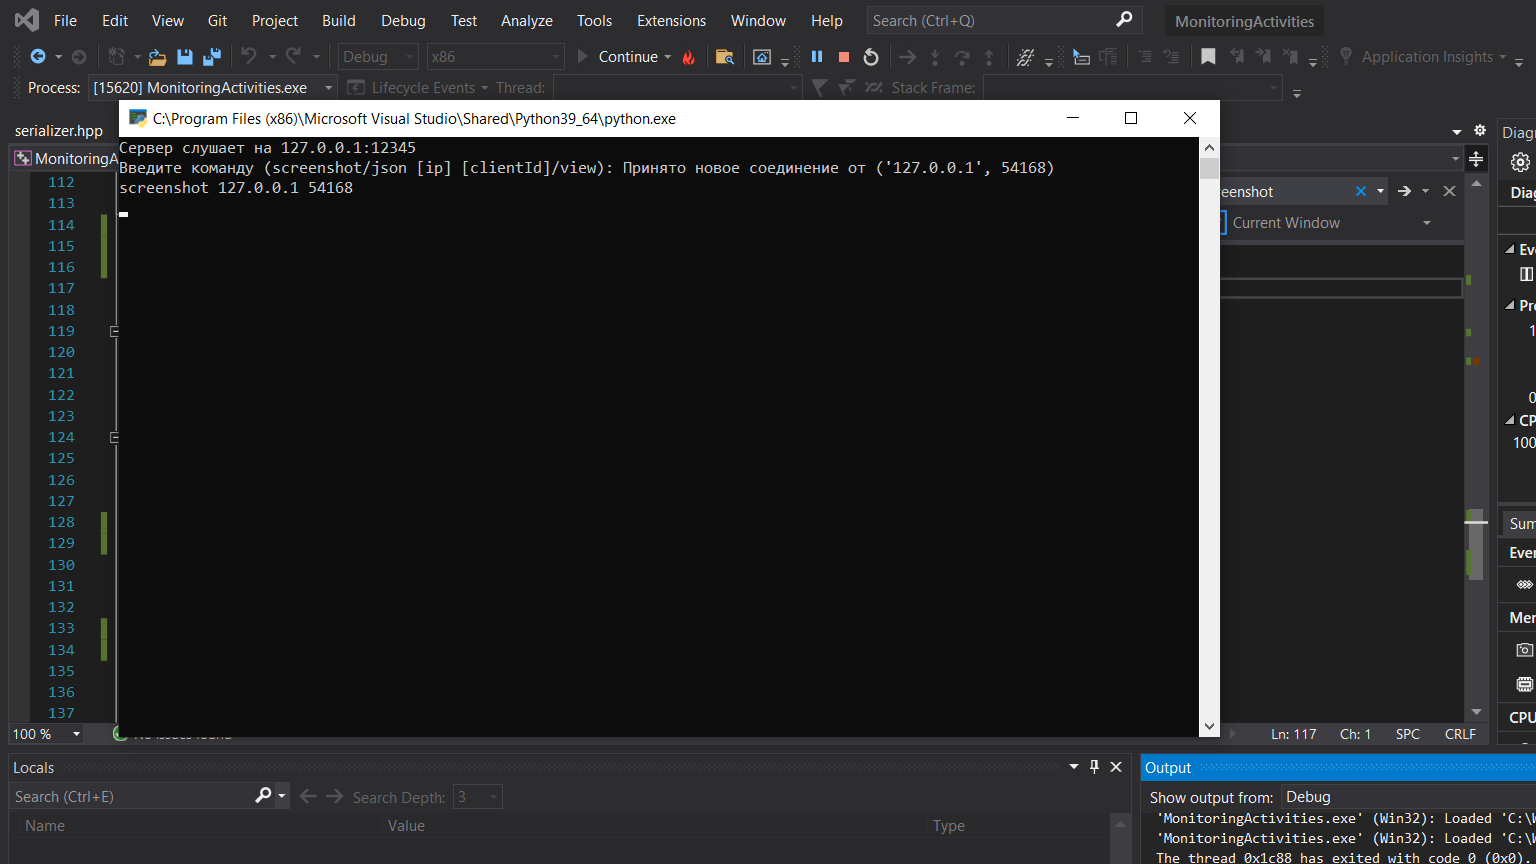 File Edit View Git Project Build Debug Test Analyze Tools Extensions Window Help Search (Ctrl+Q) MonitoringActivities
Debug x86 Continue Application Insights
Process: [15620] MonitoringActivities.exe Lifecycle Events Thread: Stack Frame:
C:\Program Files (x86)\Microsoft Visual Studio\Shared\Python39_64\python.exe
serializer.hpp
Сервер слушает на 127.0.0.1:12345
Введите команду (screenshot/json [ip] [clientId]/view): Принято новое соединение от ('127.0.0.1', 54168)
screenshot 127.0.0.1 54168
MonitoringA
112
113
114
115
116
117
118
119
120
121
122
123
124
125
126
127
128
129
130
131
132
133
134
135
136
137
eenshot
Current Window
Diag
Diag
Eve
Pro
1
0
CP
100
Sum
Even
Mem
CPU
100 % No issues found Ln: 117 Ch: 1 SPC CRLF
Locals
Search (Ctrl+E) Search Depth: 3
Name Value Type
Output
Show output from: Debug
'MonitoringActivities.exe' (Win32): Loaded 'C:\W
'MonitoringActivities.exe' (Win32): Loaded 'C:\W
The thread 0x1c88 has exited with code 0 (0x0).